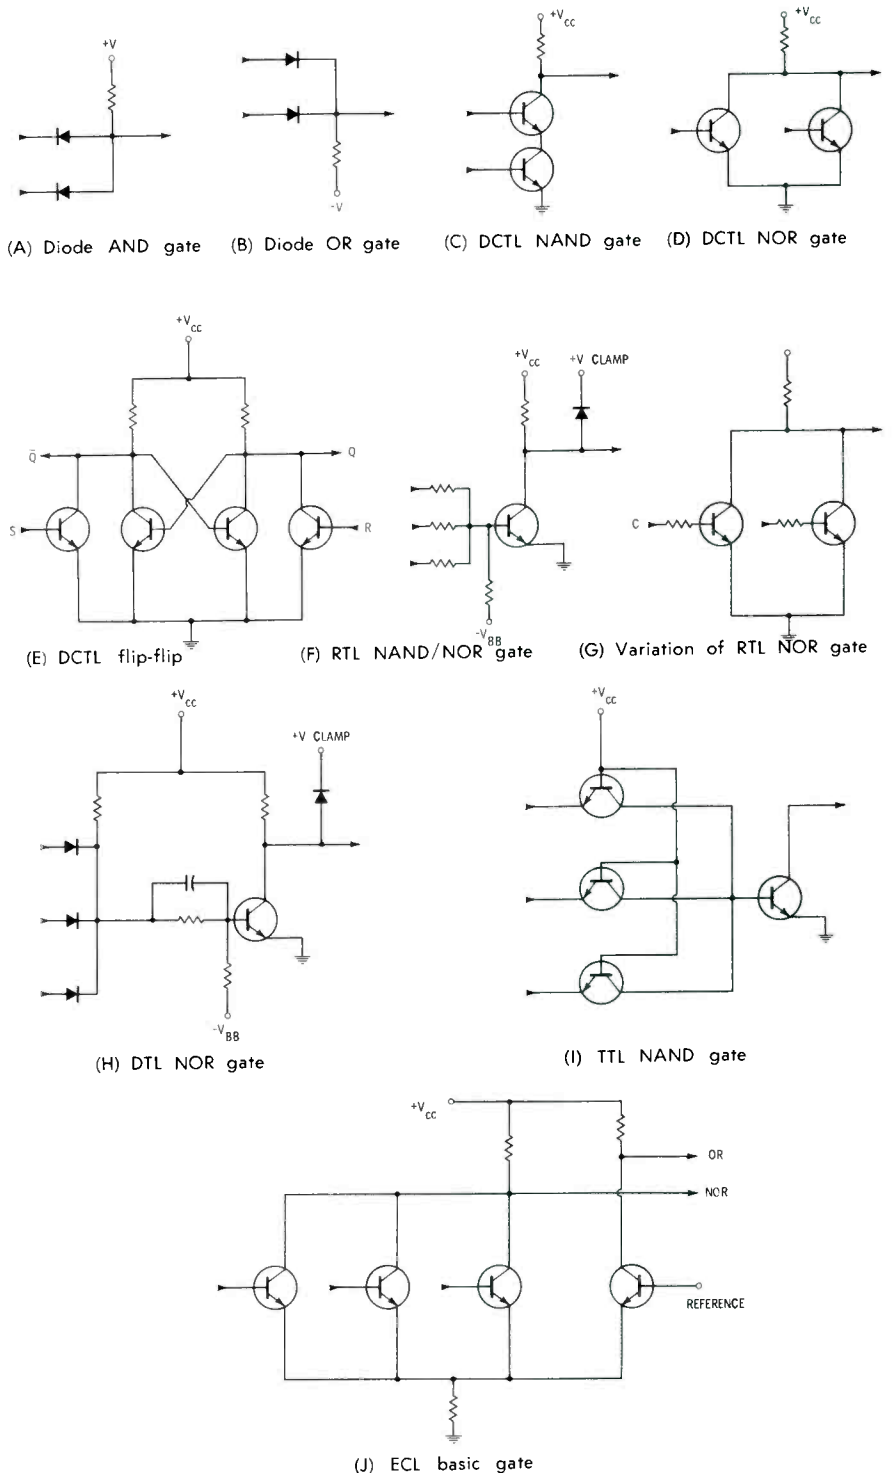 +V
+VCC
+VCC
-V
(A) Diode AND gate
(B) Diode OR gate
(C) DCTL NAND gate
(D) DCTL NOR gate
+VCC
Q̄
Q
S
R
(E) DCTL flip-flip
+VCC
+V CLAMP
-VBB
(F) RTL NAND/NOR gate
C
(G) Variation of RTL NOR gate
+VCC
+V CLAMP
-VBB
(H) DTL NOR gate
+VCC
(I) TTL NAND gate
+VCC
OR
NOR
REFERENCE
(J) ECL basic gate